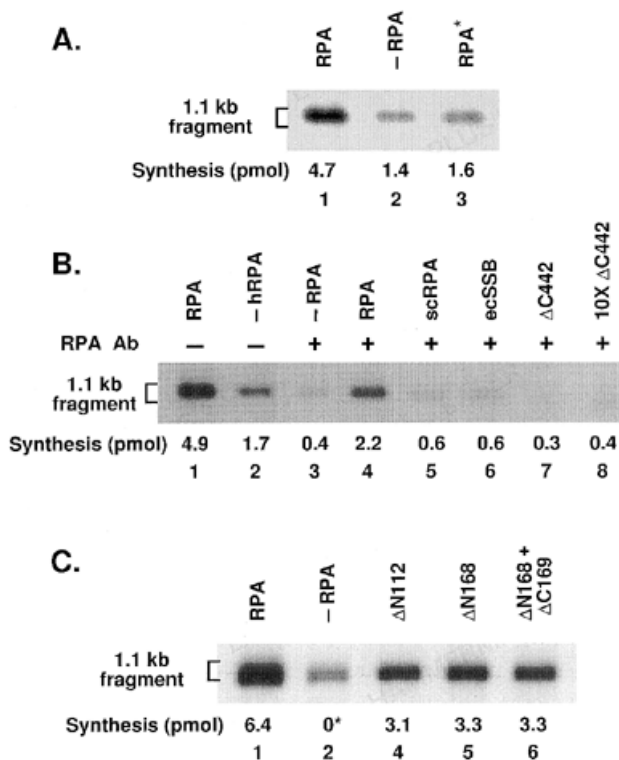 A.
RPA
– RPA
RPA*
1.1 kb
fragment
Synthesis (pmol) 4.7 1.4 1.6
1 2 3
B.
RPA
– hRPA
~ RPA
RPA
scRPA
ecSSB
ΔC442
10X ΔC442
RPA Ab – – + + + + + +
1.1 kb
fragment
Synthesis (pmol) 4.9 1.7 0.4 2.2 0.6 0.6 0.3 0.4
1 2 3 4 5 6 7 8
C.
RPA
– RPA
ΔN112
ΔN168
ΔN168 +
ΔC169
1.1 kb
fragment
Synthesis (pmol) 6.4 0* 3.1 3.3 3.3
1 2 4 5 6